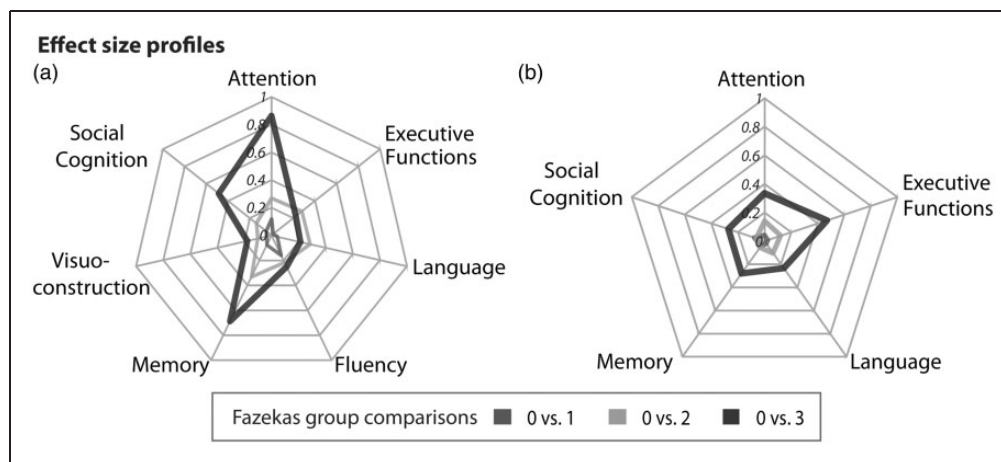 Effect size profiles
(a)
Attention
1
0.8
0.6
0.4
0.2
0
Social
Cognition
Executive
Functions
Visuo-
construction
Language
Memory
Fluency
(b)
Attention
1
0.8
0.6
0.4
0.2
0
Social
Cognition
Executive
Functions
Memory
Language
Fazekas group comparisons 0 vs. 1 0 vs. 2 0 vs. 3